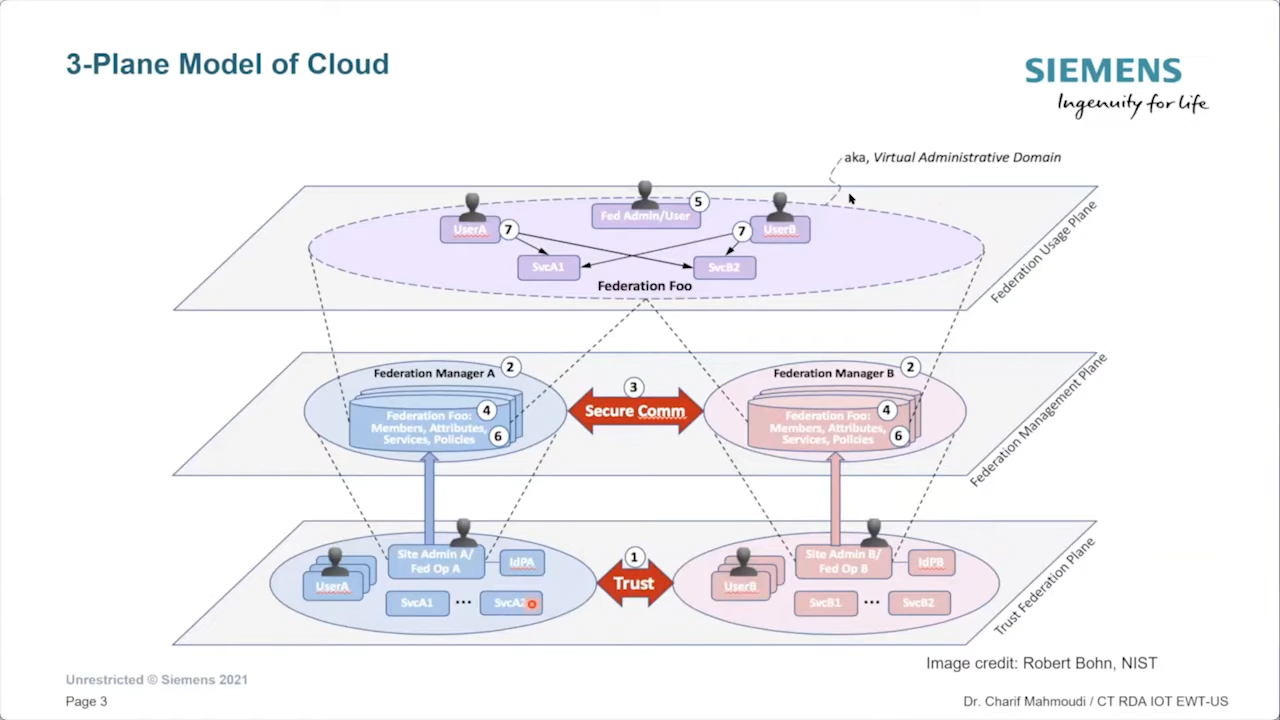 3-Plane Model of Cloud
SIEMENS
Ingenuity for life
aka, Virtual Administrative Domain
Fed Admin/User
5
UserA
7
7
UserB
SvcA1
SvcB2
Federation Foo
Federation Usage Plane
Federation Manager A
2
Federation Manager B
2
3
Secure Comm
Federation Foo:
Members, Attributes,
Services, Policies
4
6
Federation Foo:
Members, Attributes,
Services, Policies
4
6
Federation Management Plane
UserA
Site Admin A/
Fed Op A
IdPA
SvcA1
...
SvcA2
1
Trust
UserB
Site Admin B/
Fed Op B
IdPB
SvcB1
...
SvcB2
Trust Federation Plane
Image credit: Robert Bohn, NIST
Unrestricted © Siemens 2021
Page 3
Dr. Charif Mahmoudi / CT RDA IOT EWT-US